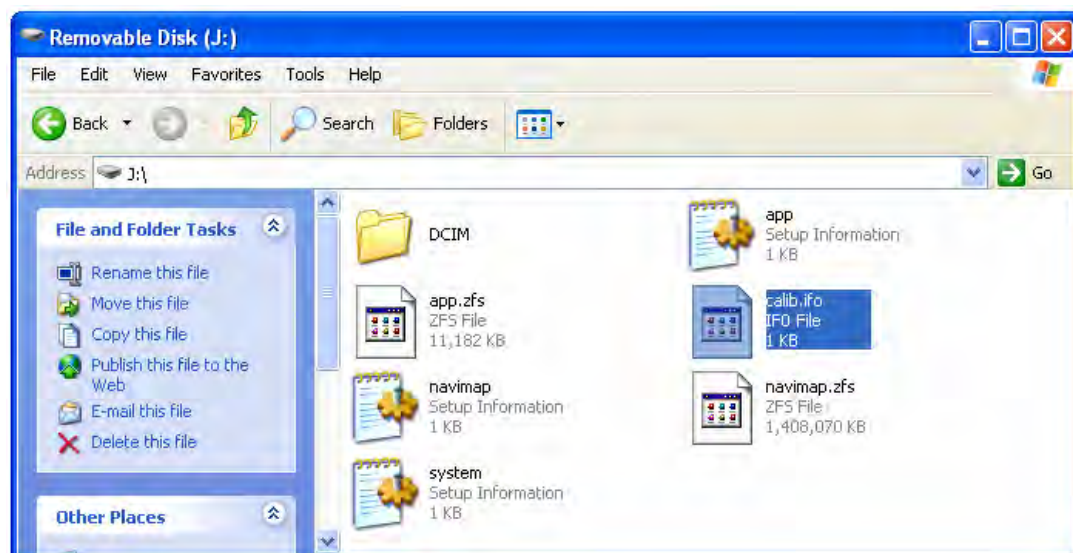 Removable Disk (J:)
File Edit View Favorites Tools Help
Back Search Folders
Address J:\ Go
File and Folder Tasks
Rename this file
Move this file
Copy this file
Publish this file to the
Web
E-mail this file
Delete this file
Other Places
DCIM
app
Setup Information
1 KB
app.zfs
ZFS File
11,182 KB
calib.ifo
IFO File
1 KB
navimap
Setup Information
1 KB
navimap.zfs
ZFS File
1,408,070 KB
system
Setup Information
1 KB